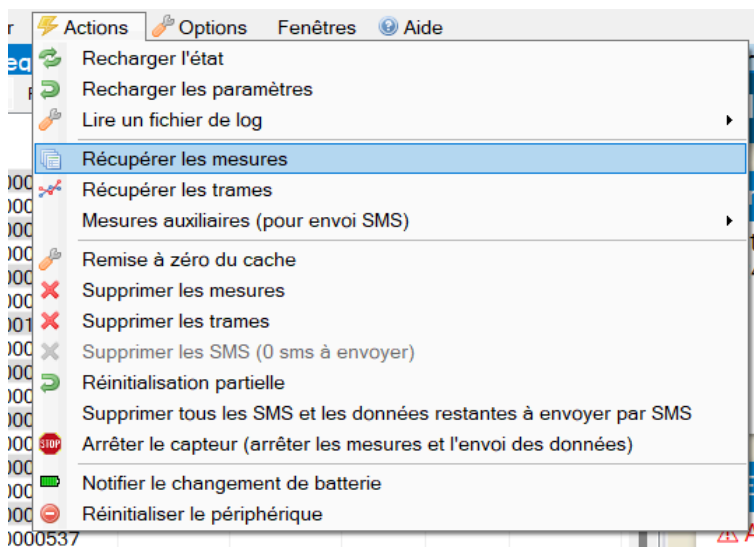 Actions Options Fenêtres Aide
Recharger l'état
Recharger les paramètres
Lire un fichier de log
Récupérer les mesures
Récupérer les trames
Mesures auxiliaires (pour envoi SMS)
Remise à zéro du cache
Supprimer les mesures
Supprimer les trames
Supprimer les SMS (0 sms à envoyer)
Réinitialisation partielle
Supprimer tous les SMS et les données restantes à envoyer par SMS
STOP Arrêter le capteur (arrêter les mesures et l'envoi des données)
Notifier le changement de batterie
Réinitialiser le périphérique
0000537